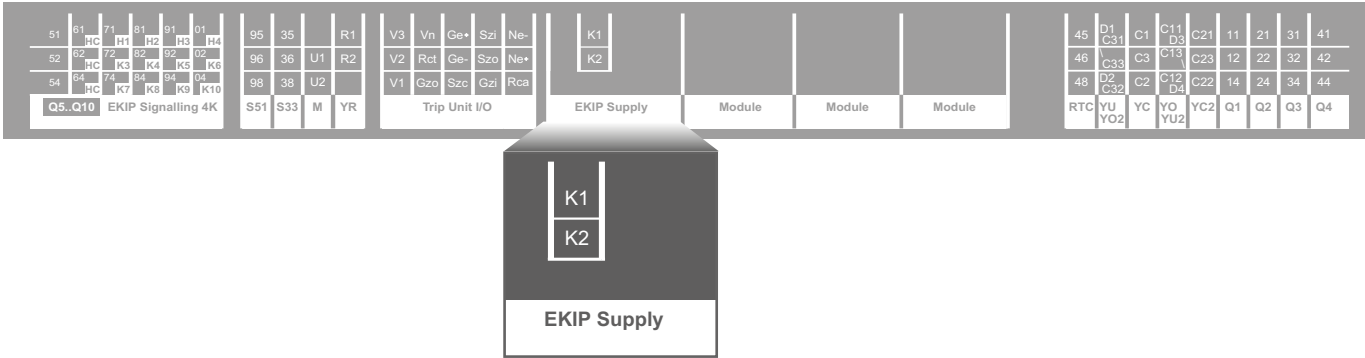 51 61 HC 71 H1 81 H2 91 H3 01 H4
52 62 HC 72 K3 82 K4 92 K5 02 K6
54 64 HC 74 K7 84 K8 94 K9 04 K10
Q5..Q10 EKIP Signalling 4K
95 35 R1
96 36 U1 R2
98 38 U2
S51 S33 M YR
V3 Vn Ge+ Szi Ne-
V2 Rct Ge- Szo Ne+
V1 Gzo Szc Gzi Rca
Trip Unit I/O
K1
K2
EKIP Supply
Module
Module
Module
45 D1 C31 C1 C11 D3 C21 11 21 31 41
46 \ C33 C3 C13 \ C23 12 22 32 42
48 D2 C32 C2 C12 D4 C22 14 24 34 44
RTC YU YC YO YC2 Q1 Q2 Q3 Q4
YO2 YU2
K1
K2
EKIP Supply